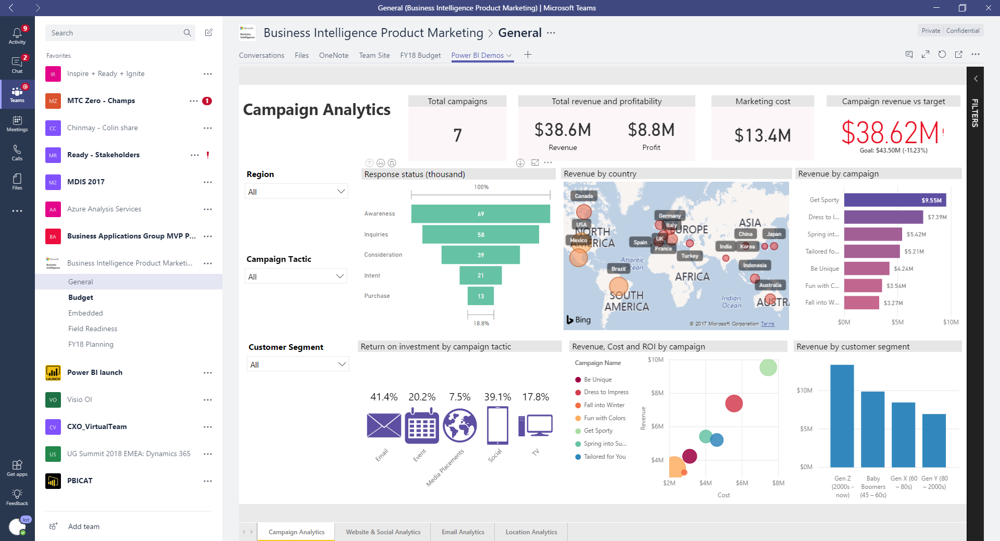 General (Business Intelligence Product Marketing) | Microsoft Teams
9
Activity
2
Chat
@
Teams
Meetings
Calls
Files
Get apps
Feedback
Int
Search
Favorites
IR Inspire + Ready + Ignite
MZ MTC Zero - Champs 1
CC Chinmay - Colin share
MR Ready - Stakeholders !
M2 MDIS 2017
AA Azure Analysis Services
BA Business Applications Group MVP P...
Microsoft
Business
Intelligence
Business Intelligence Product Marketi...
General
Budget
Embedded
Field Readiness
FY18 Planning
LAUNCH Power BI launch
VO Visio OI
CV CXO_VirtualTeam
US UG Summit 2018 EMEA: Dynamics 365
PBICAT
Add team
Microsoft
Business
Intelligence
Business Intelligence Product Marketing > General
Private | Confidential
Conversations Files OneNote Team Site FY18 Budget Power BI Demos
FILTERS
Campaign Analytics
Total campaigns
7
Total revenue and profitability
$38.6M
Revenue
$8.8M
Profit
Marketing cost
$13.4M
Campaign revenue vs target
$38.62M!
Goal: $43.50M (-11.23%)
Region
All
Campaign Tactic
All
Customer Segment
All
Response status (thousand)
100%
Awareness 69
Inquiries 58
Consideration 39
Intent 21
Purchase 13
18.8%
Revenue by country
Canada
USA
Mexico
NORTH
AMERICA
Brazil
SOUTH
AMERICA
Atlantic
Ocean
Germany
Italy
EUROPE
UK
Spain
France
Turkey
AFRICA
ASIA
China
Japan
India
Korea
Indonesia
Australia
AUSTR
Indian
Ocean
Bing
© 2017 Microsoft Corporation Terms
Revenue by campaign
Get Sporty $9.55M
Dress to I... $7.39M
Spring int... $5.42M
Tailored fo... $5.21M
Be Unique $4.24M
Fun with C... $3.54M
Fall into W... $3.27M
$0M $5M $10M
Return on investment by campaign tactic
41.4% 20.2% 7.5% 39.1% 17.8%
Email Event Media Placements Social TV
Revenue, Cost and ROI by campaign
Campaign Name
Be Unique
Dress to Impress
Fall into Winter
Fun with Colors
Get Sporty
Spring into Su...
Tailored for You
Revenue
$10M
$8M
$6M
$4M
$2M $4M $6M $8M
Cost
Revenue by customer segment
$10M
$5M
$0M
Gen Z (2000s - now)
Baby Boomers (45 – 60s)
Gen X (60 – 80s)
Gen Y (80 – 2000s)
Campaign Analytics Website & Social Analytics Email Analytics Location Analytics